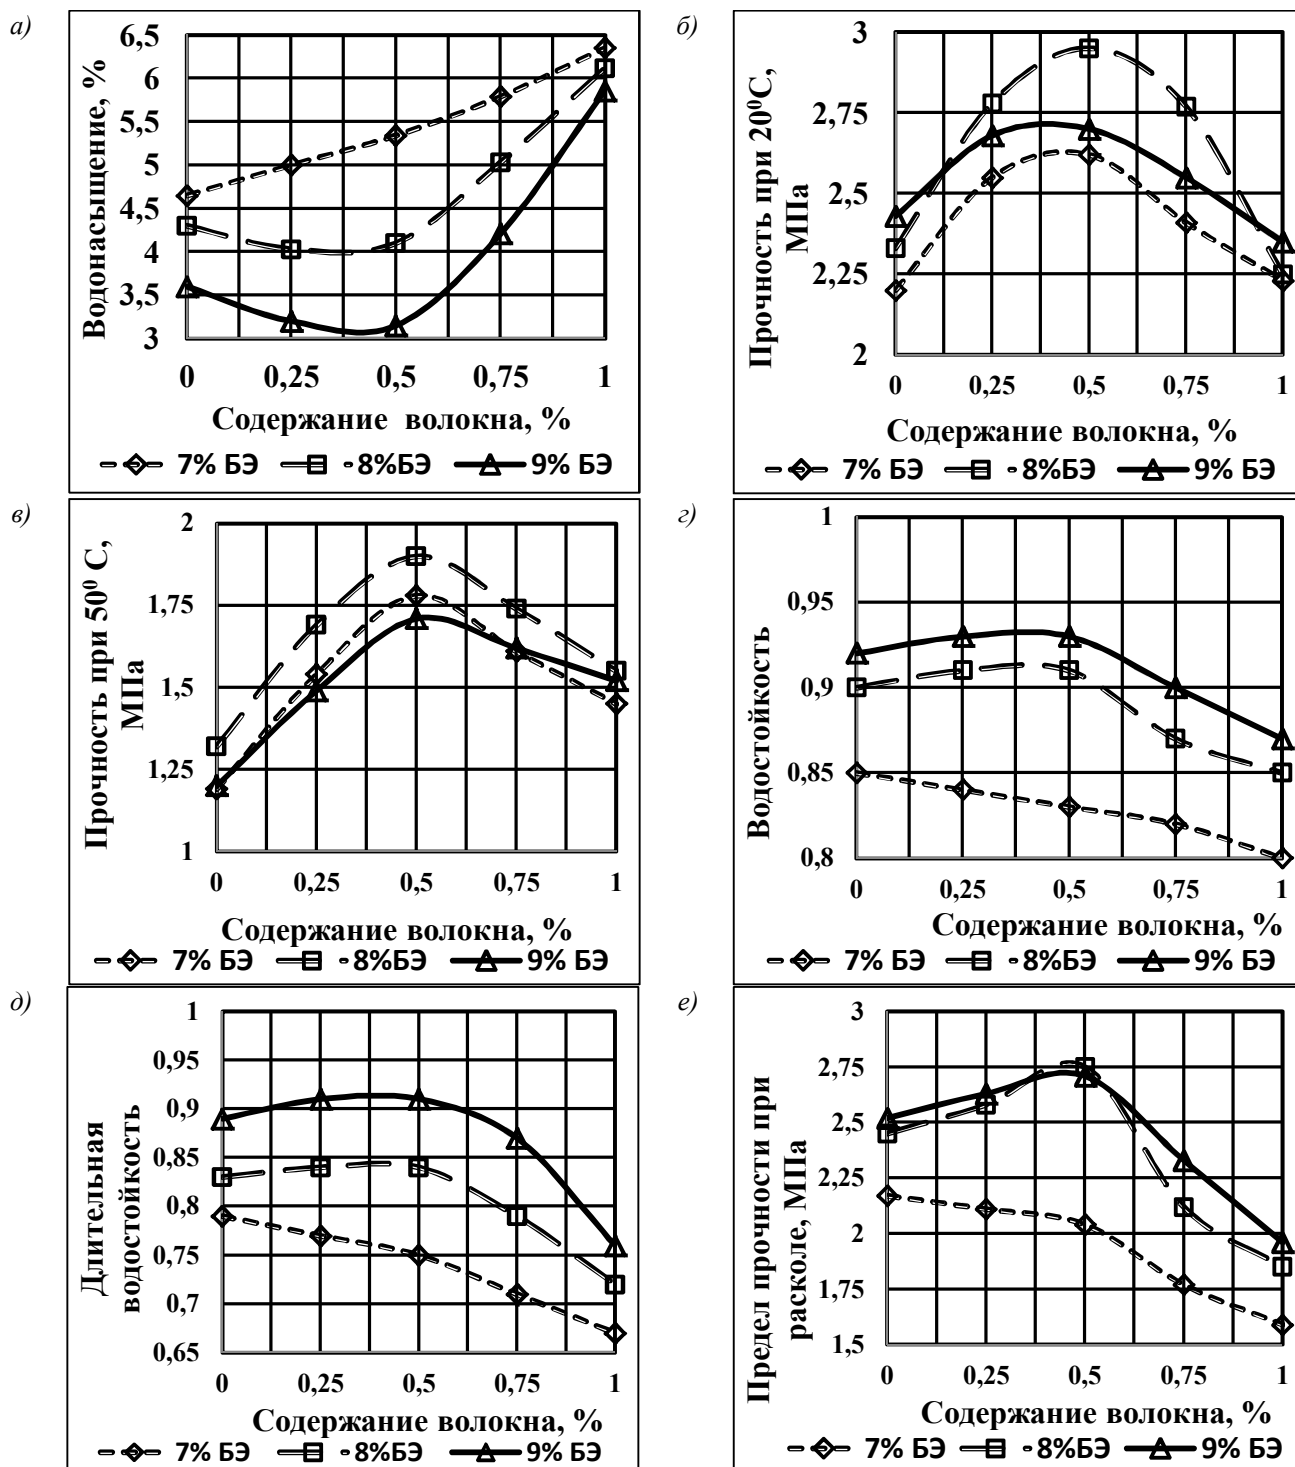 а)
Водонасыщение, %
6,5
6
5,5
5
4,5
4
3,5
3
0 0,25 0,5 0,75 1
Содержание волокна, %
7% БЭ 8%БЭ 9% БЭ
б)
Прочность при 20⁰С,
МПа
3
2,75
2,5
2,25
2
0 0,25 0,5 0,75 1
Содержание волокна, %
7% БЭ 8%БЭ 9% БЭ
в)
Прочность при 50⁰ С,
МПа
2
1,75
1,5
1,25
1
0 0,25 0,5 0,75 1
Содержание волокна, %
7% БЭ 8%БЭ 9% БЭ
г)
Водостойкость
1
0,95
0,9
0,85
0,8
0 0,25 0,5 0,75 1
Содержание волокна, %
7% БЭ 8%БЭ 9% БЭ
д)
Длительная
водостойкость
1
0,95
0,9
0,85
0,8
0,75
0,7
0,65
0 0,25 0,5 0,75 1
Содержание волокна, %
7% БЭ 8%БЭ 9% БЭ
е)
Предел прочности при
расколе, МПа
3
2,75
2,5
2,25
2
1,75
1,5
0 0,25 0,5 0,75 1
Содержание волокна, %
7% БЭ 8%БЭ 9% БЭ